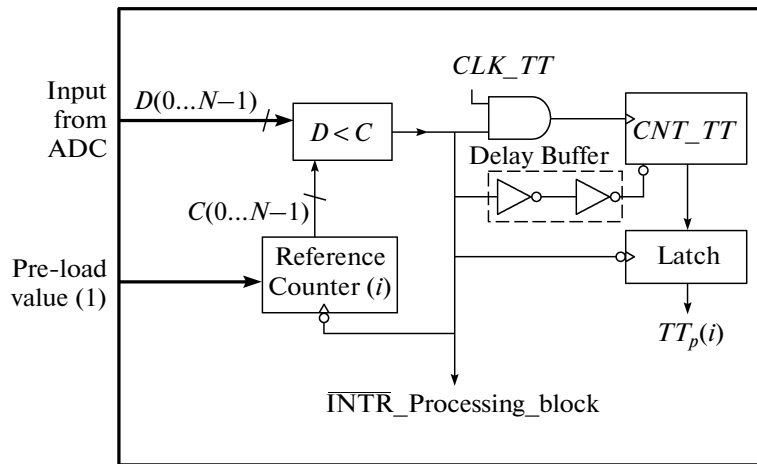 CLK_TT
Input
from
ADC
D(0...N−1)
D < C
CNT_TT
Delay Buffer
C(0...N−1)
Pre-load
value (1)
Reference
Counter (i)
Latch
TTp(i)
INTR_Processing_block